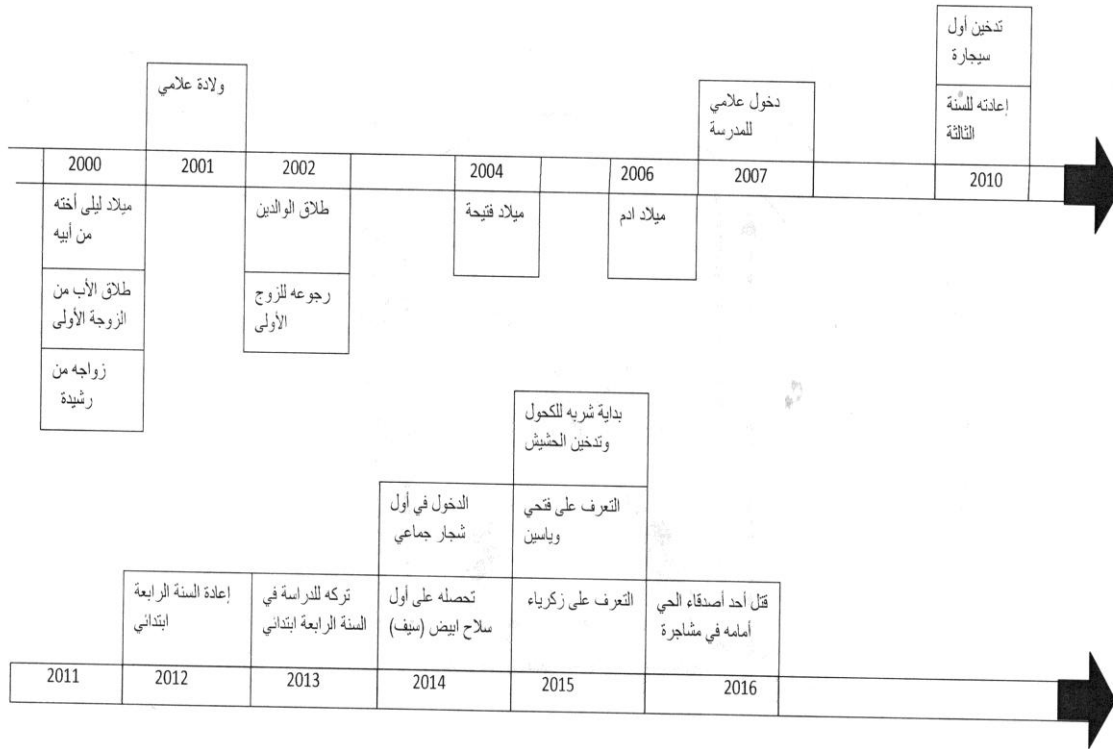 تدخين أول
سيجارة
ولادة علامي
دخول علامي
للمدرسة
إعادته للسنة
الثالثة
2000
2001
2002
2004
2006
2007
2010
ميلاد ليلى أخته
من أبيه
طلاق الوالدين
ميلاد فتيحة
ميلاد ادم
طلاق الأب من
الزوجة الأولى
رجوعه للزوج
الأولى
زواجه من
رشيدة
بداية شربه للكحول
وتدخين الحشيش
الدخول في أول
شجار جماعي
التعرف على فتحي
وياسين
إعادة السنة الرابعة
ابتدائي
تركه للدراسة في
السنة الرابعة ابتدائي
تحصله على أول
سلاح ابيض (سيف)
التعرف على زكرياء
قتل أحد أصدقاء الحي
أمامه في مشاجرة
2011
2012
2013
2014
2015
2016